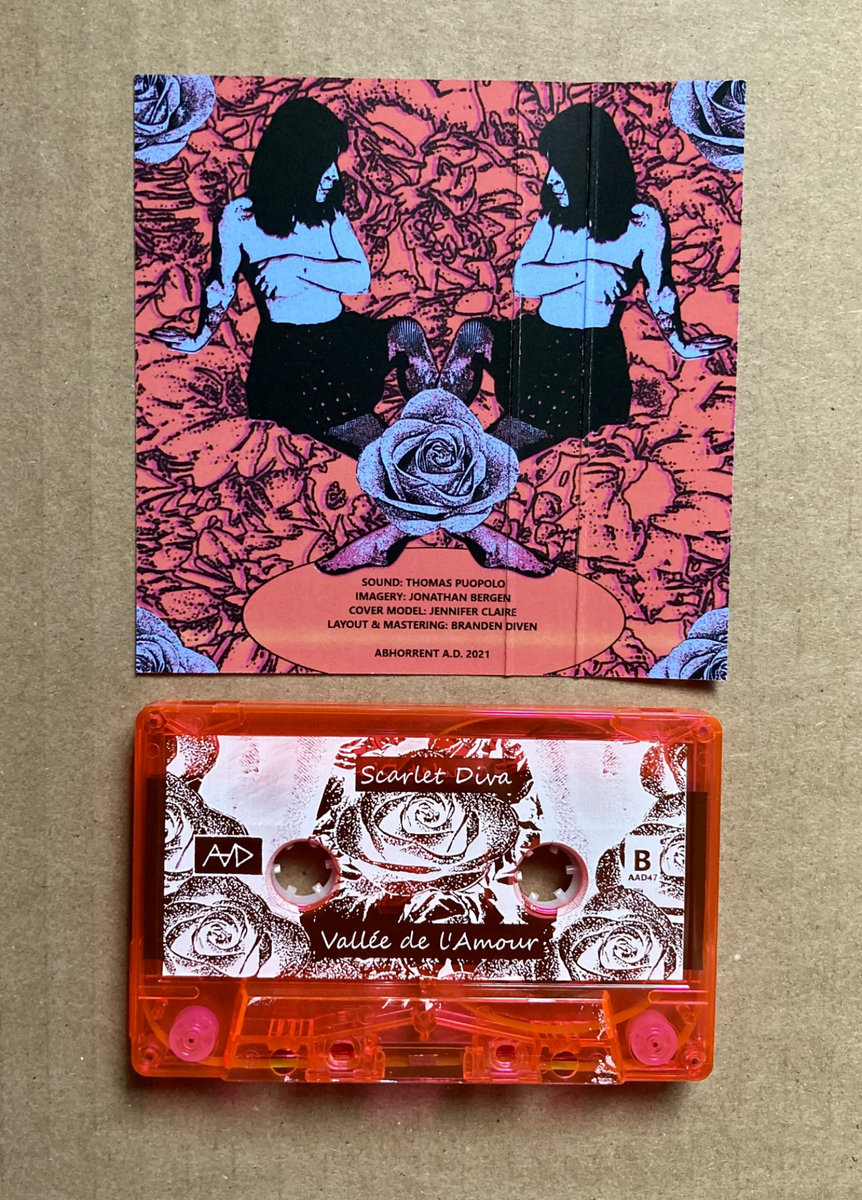 SOUND: THOMAS PUOPOLO
IMAGERY: JONATHAN BERGEN
COVER MODEL: JENNIFER CLAIRE
LAYOUT & MASTERING: BRANDEN DIVEN
ABHORRENT A.D. 2021
Scarlet Diva
AAD
B
AAD47
Vallée de l'Amour